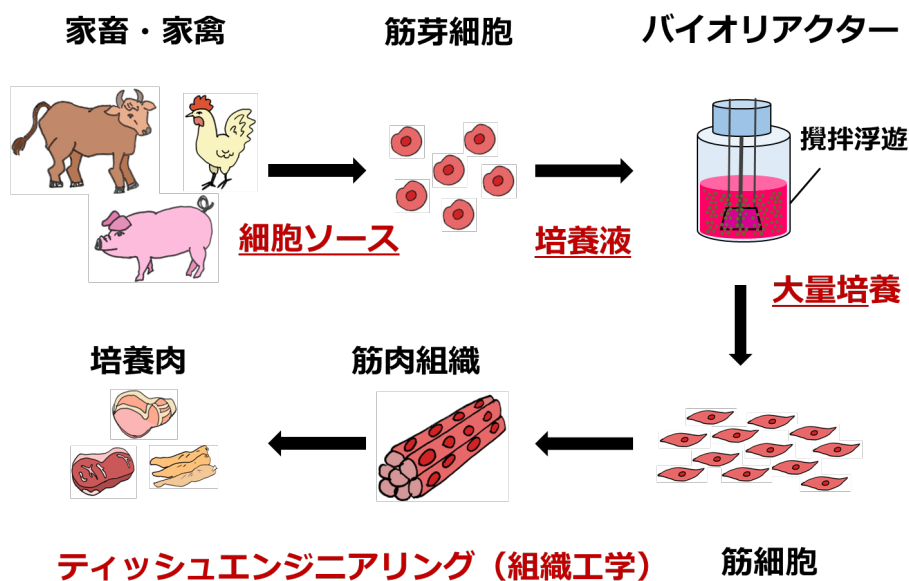 家畜・家禽
筋芽細胞
バイオリアクター
攪拌浮遊
細胞ソース
培養液
大量培養
培養肉
筋肉組織
筋細胞
ティッシュエンジニアリング（組織工学）